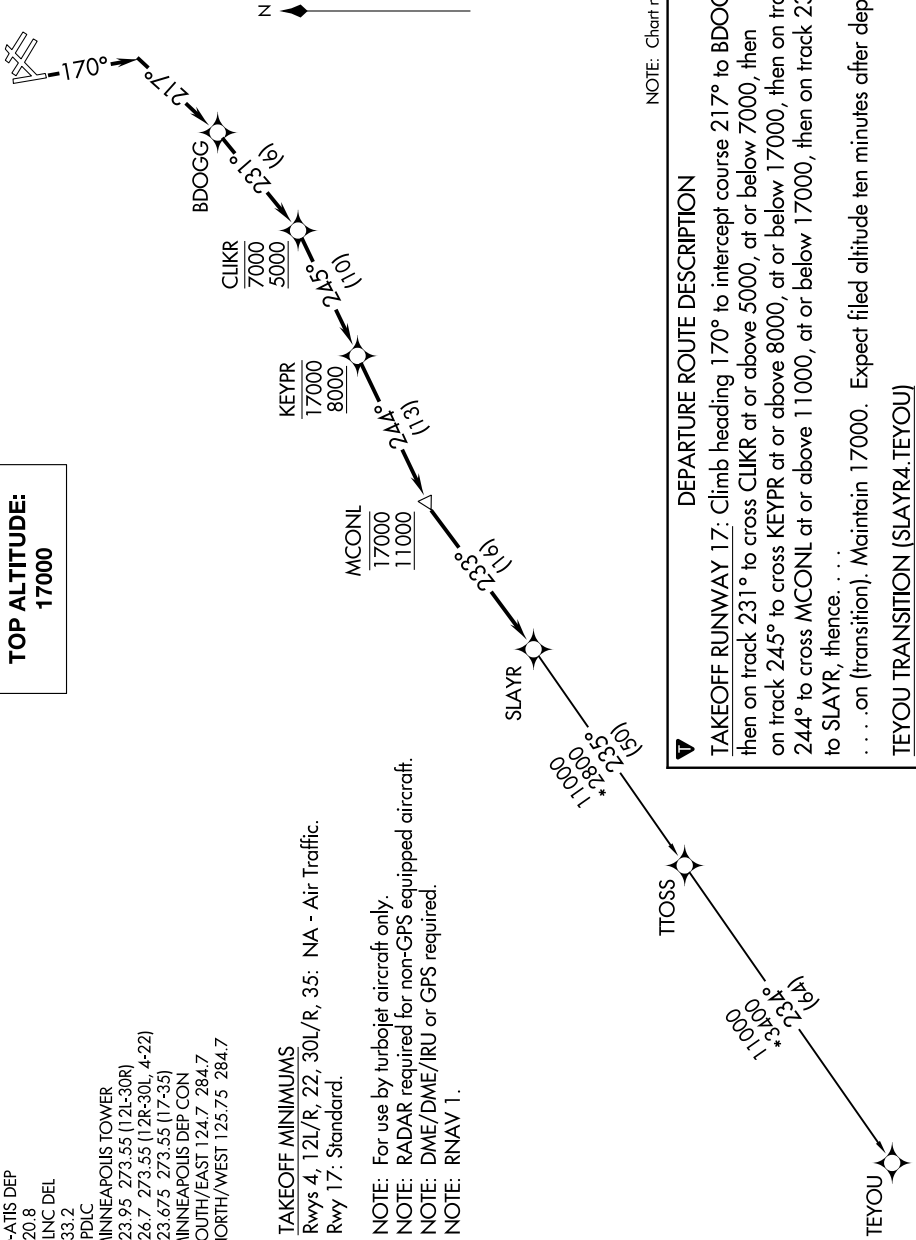 -ATIS DEP
20.8
LNC DEL
33.2
PDLC
INNEAPOLIS TOWER
23.95 273.55 (12L-30R)
26.7 273.55 (12R-30L, 4-22)
23.675 273.55 (17-35)
INNEAPOLIS DEP CON
OUTH/EAST 124.7 284.7
ORTH/WEST 125.75 284.7
TOP ALTITUDE:
17000
TAKEOFF MINIMUMS
Rwys 4, 12L/R, 22, 30L/R, 35: NA - Air Traffic.
Rwy 17: Standard.
NOTE: For use by turbojet aircraft only.
NOTE: RADAR required for non-GPS equipped aircraft.
NOTE: DME/DME/IRU or GPS required.
NOTE: RNAV 1.
N
170°
217°
BDOGG
231°
(6)
CLIKR
7000
5000
245°
(10)
KEYPR
17000
8000
244°
(13)
MCONL
17000
11000
233°
(16)
SLAYR
11000
*2800
235°
(50)
TTOSS
11000
*3400
234°
(64)
TEYOU
NOTE: Chart n
T
DEPARTURE ROUTE DESCRIPTION
TAKEOFF RUNWAY 17: Climb heading 170° to intercept course 217° to BDOG
then on track 231° to cross CLIKR at or above 5000, at or below 7000, then
on track 245° to cross KEYPR at or above 8000, at or below 17000, then on tra
244° to cross MCONL at or above 11000, at or below 17000, then on track 23
to SLAYR, thence. . . .
. . . .on (transition). Maintain 17000. Expect filed altitude ten minutes after dep
TEYOU TRANSITION (SLAYR4.TEYOU)